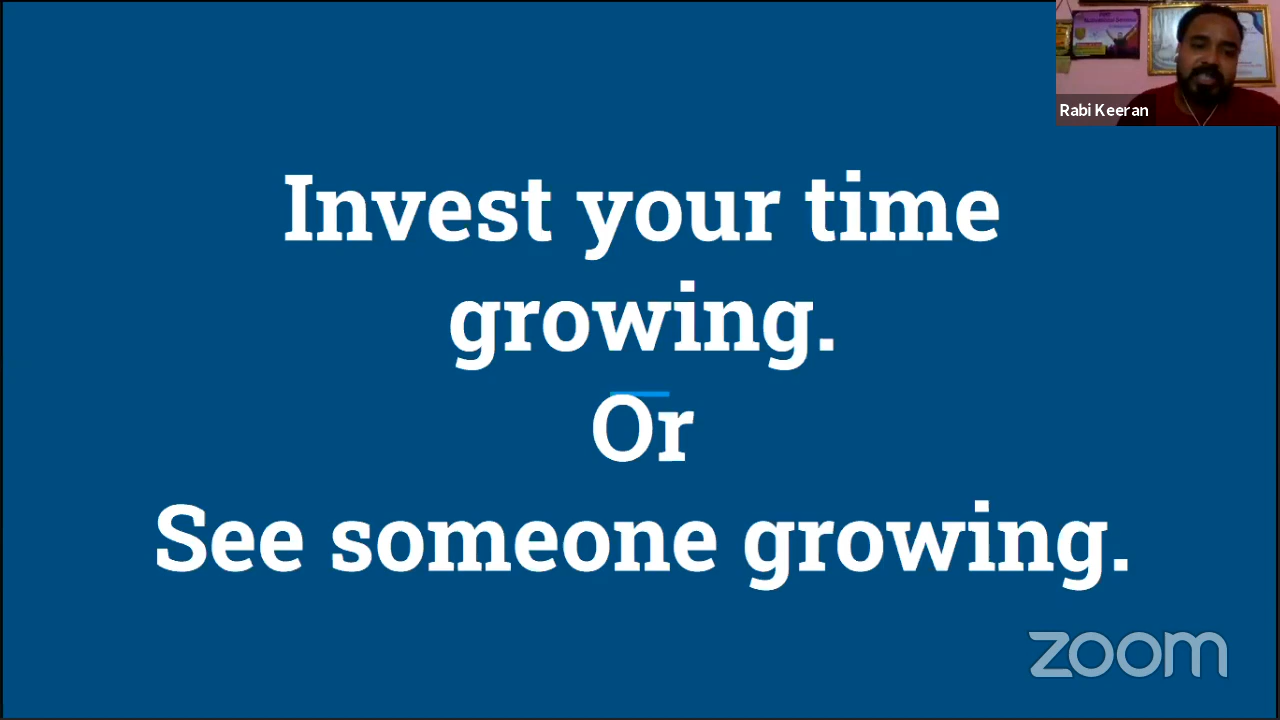 Rabi Keeran
Invest your time
growing.
Or
See someone growing.
zoom